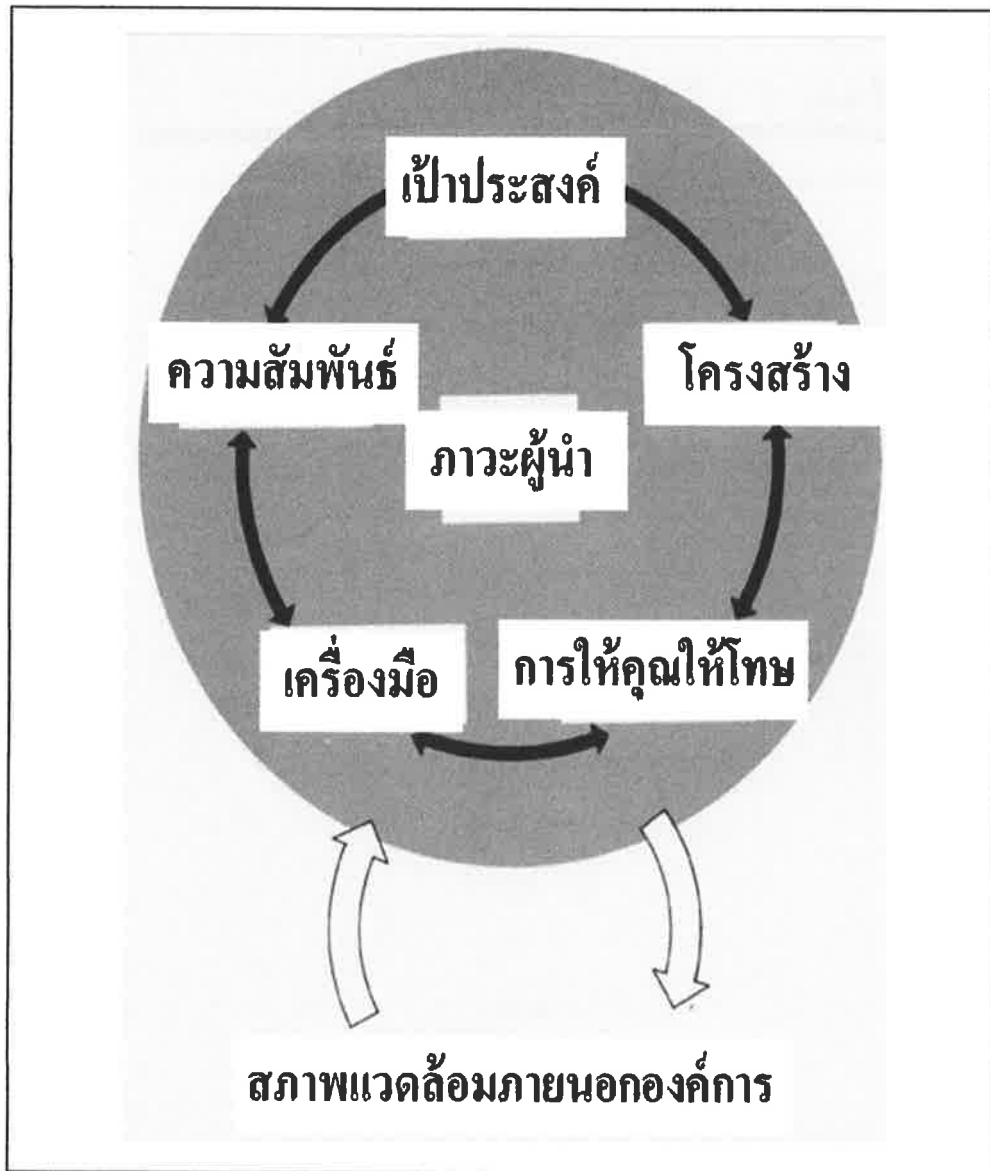 เป้าประสงค์
ความสัมพันธ์
โครงสร้าง
ภาวะผู้นำ
เครื่องมือ
การให้คุณให้โทษ
สภาพแวดล้อมภายนอกองค์การ